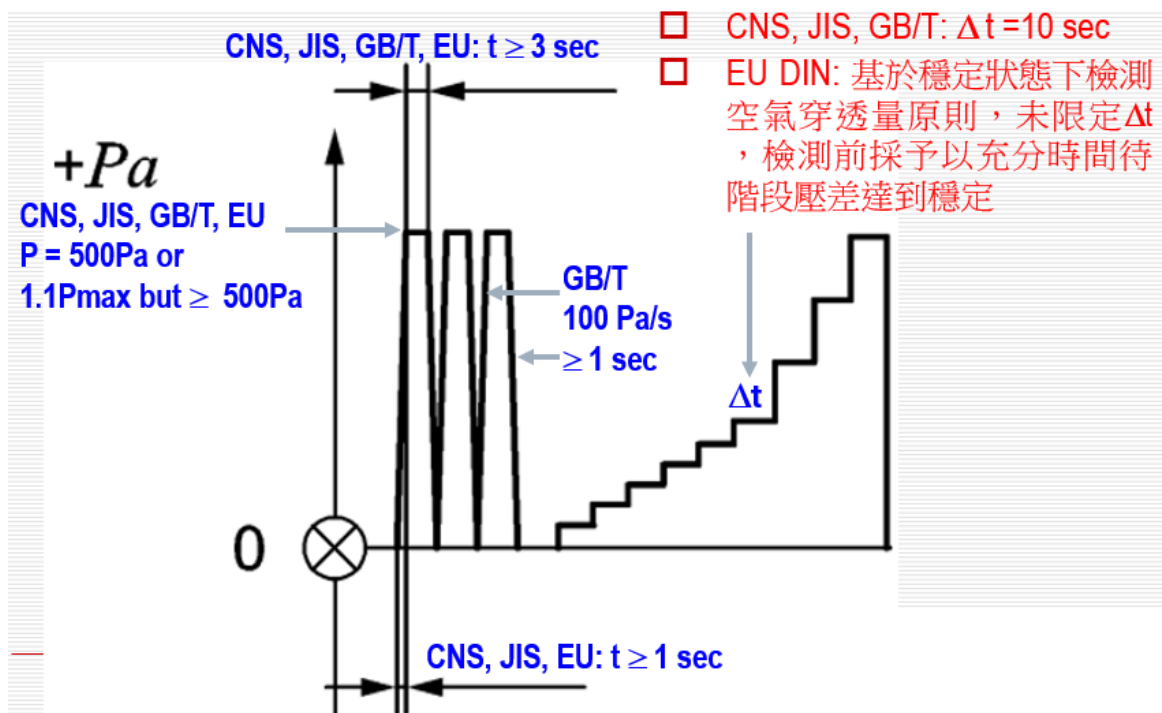 CNS, JIS, GB/T, EU: t ≥ 3 sec
CNS, JIS, GB/T: Δ t =10 sec
EU DIN: 基於穩定狀態下檢測
空氣穿透量原則，未限定Δt
，檢測前採予以充分時間待
階段壓差達到穩定
+Pa
CNS, JIS, GB/T, EU
P = 500Pa or
1.1Pmax but ≥ 500Pa
GB/T
100 Pa/s
≥ 1 sec
Δt
0
CNS, JIS, EU: t ≥ 1 sec